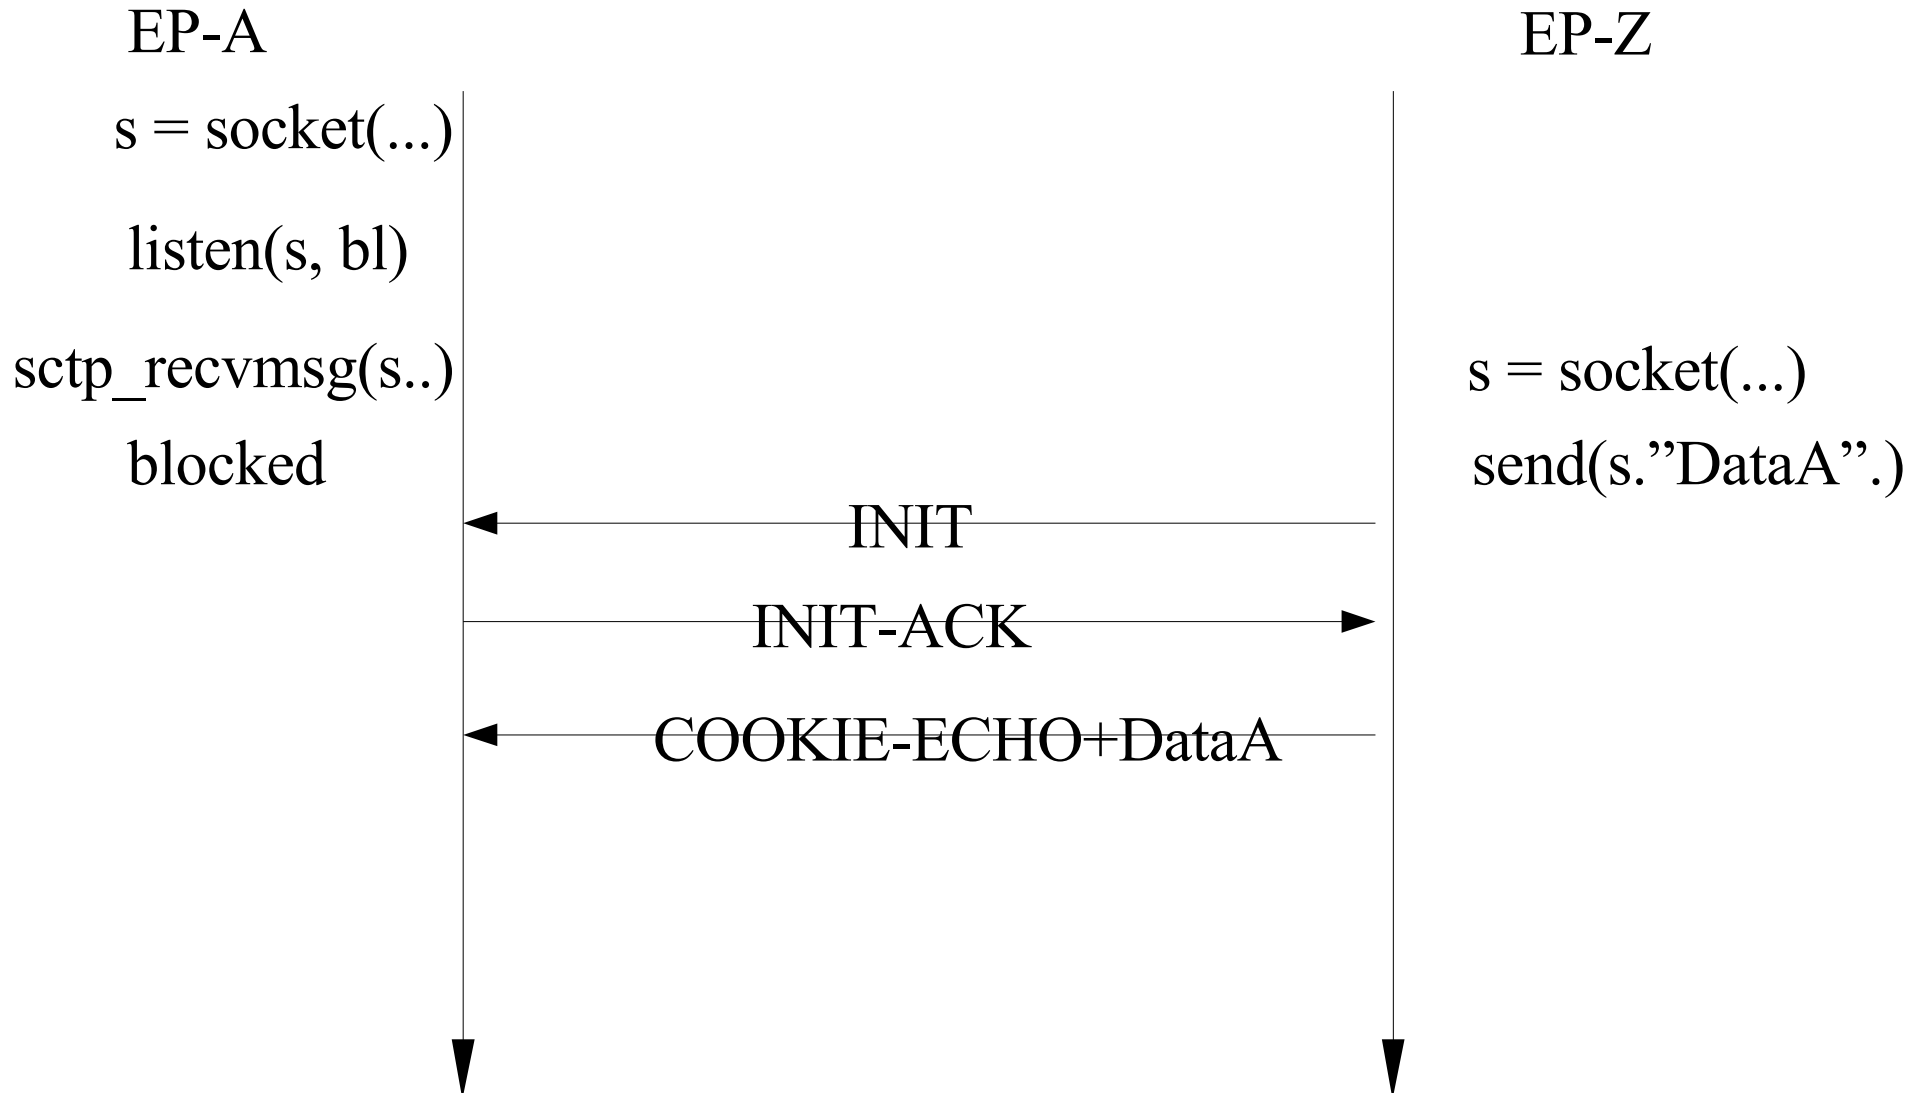 EP-A
EP-Z
s = socket(...)
listen(s, bl)
sctp_recvmsg(s..)
s = socket(...)
blocked
send(s.”DataA”.)
INIT
INIT-ACK
COOKIE-ECHO+DataA